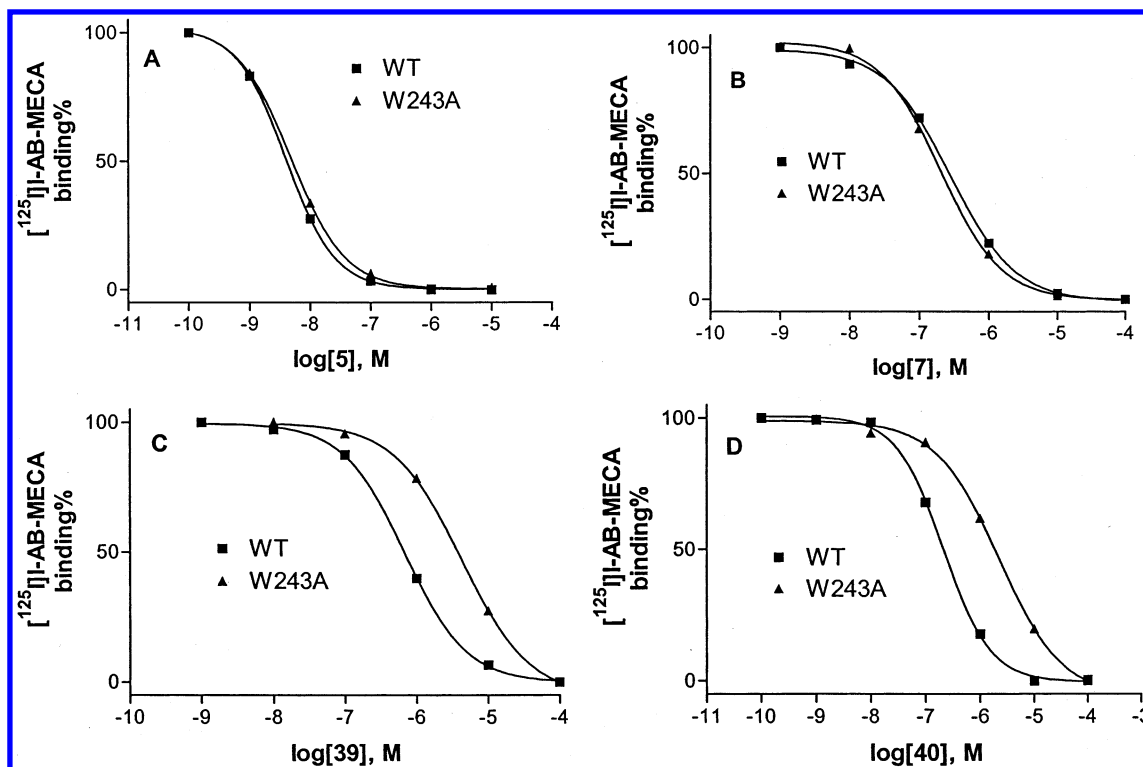 A
[125I]I-AB-MECA
binding%
100
50
0
WT
W243A
-11 -10 -9 -8 -7 -6 -5 -4
log[5], M
B
[125I]I-AB-MECA
binding%
100
50
0
WT
W243A
-10 -9 -8 -7 -6 -5 -4
log[7], M
C
[125I]I-AB-MECA
binding%
100
50
0
WT
W243A
-10 -9 -8 -7 -6 -5 -4
log[39], M
D
[125I]I-AB-MECA
binding%
100
50
0
WT
W243A
-11 -10 -9 -8 -7 -6 -5 -4 -3
log[40], M